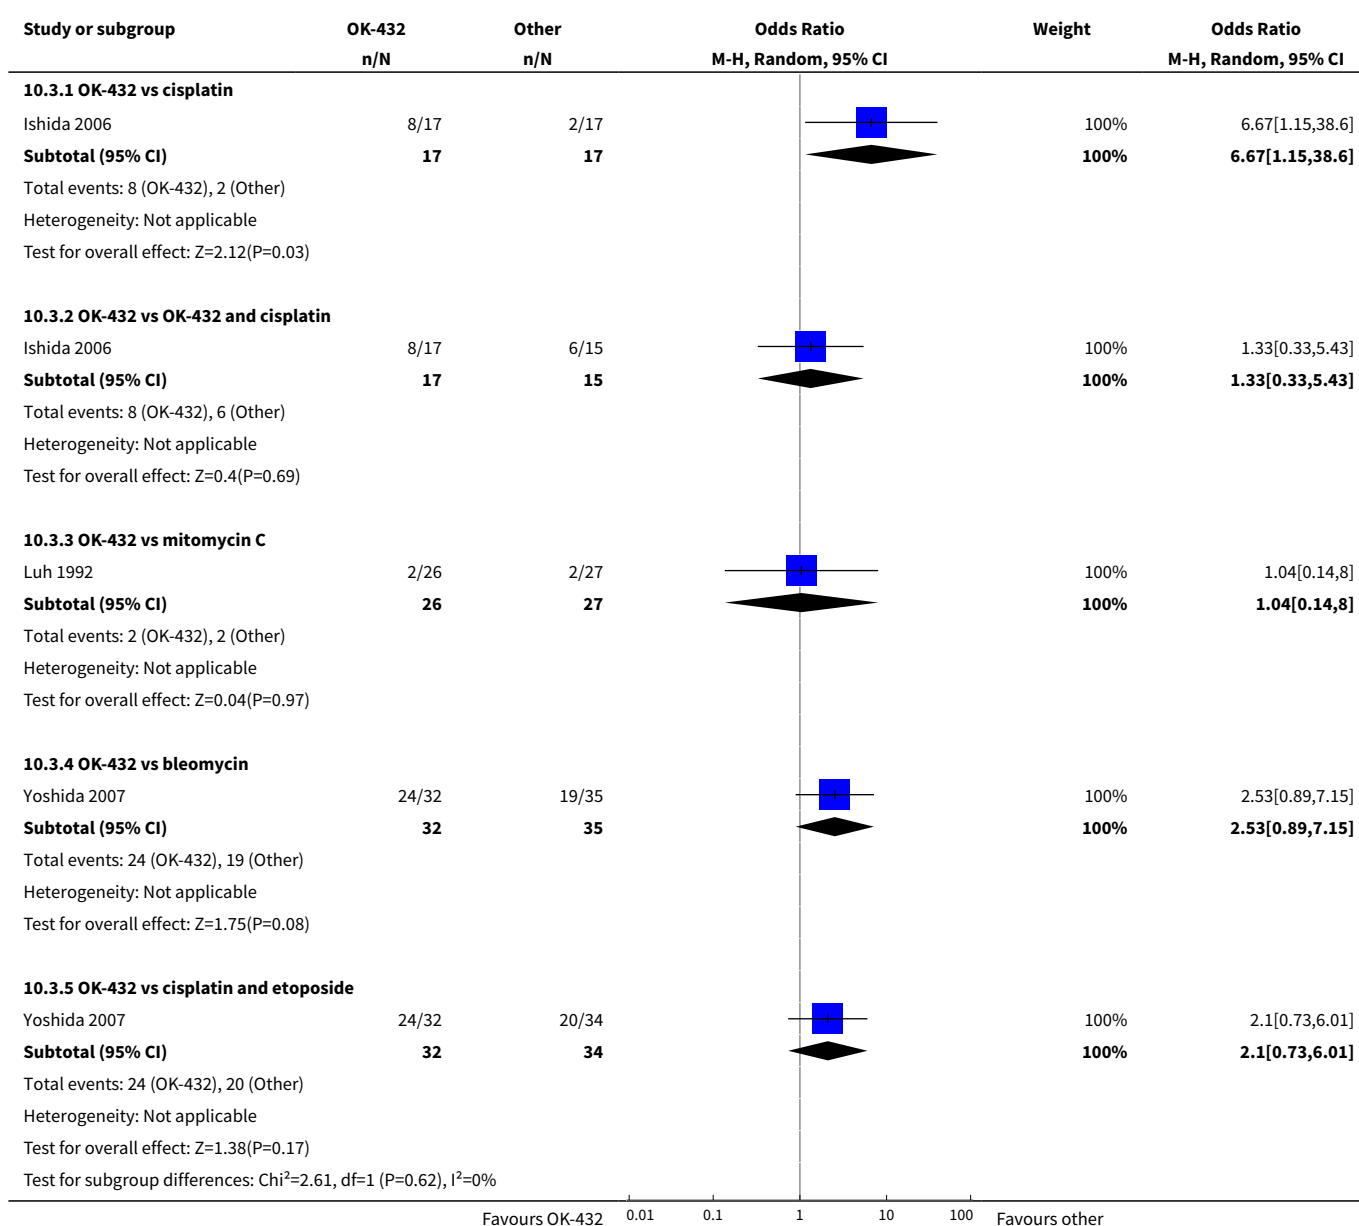 Study or subgroup OK-432 Other Odds Ratio Weight Odds Ratio
n/N n/N M-H, Random, 95% CI M-H, Random, 95% CI
10.3.1 OK-432 vs cisplatin
Ishida 2006 8/17 2/17 100% 6.67[1.15,38.6]
Subtotal (95% CI) 17 17 100% 6.67[1.15,38.6]
Total events: 8 (OK-432), 2 (Other)
Heterogeneity: Not applicable
Test for overall effect: Z=2.12(P=0.03)
10.3.2 OK-432 vs OK-432 and cisplatin
Ishida 2006 8/17 6/15 100% 1.33[0.33,5.43]
Subtotal (95% CI) 17 15 100% 1.33[0.33,5.43]
Total events: 8 (OK-432), 6 (Other)
Heterogeneity: Not applicable
Test for overall effect: Z=0.4(P=0.69)
10.3.3 OK-432 vs mitomycin C
Luh 1992 2/26 2/27 100% 1.04[0.14,8]
Subtotal (95% CI) 26 27 100% 1.04[0.14,8]
Total events: 2 (OK-432), 2 (Other)
Heterogeneity: Not applicable
Test for overall effect: Z=0.04(P=0.97)
10.3.4 OK-432 vs bleomycin
Yoshida 2007 24/32 19/35 100% 2.53[0.89,7.15]
Subtotal (95% CI) 32 35 100% 2.53[0.89,7.15]
Total events: 24 (OK-432), 19 (Other)
Heterogeneity: Not applicable
Test for overall effect: Z=1.75(P=0.08)
10.3.5 OK-432 vs cisplatin and etoposide
Yoshida 2007 24/32 20/34 100% 2.1[0.73,6.01]
Subtotal (95% CI) 32 34 100% 2.1[0.73,6.01]
Total events: 24 (OK-432), 20 (Other)
Heterogeneity: Not applicable
Test for overall effect: Z=1.38(P=0.17)
Test for subgroup differences: Chi²=2.61, df=1 (P=0.62), I²=0%
Favours OK-432 0.01 0.1 1 10 100 Favours other